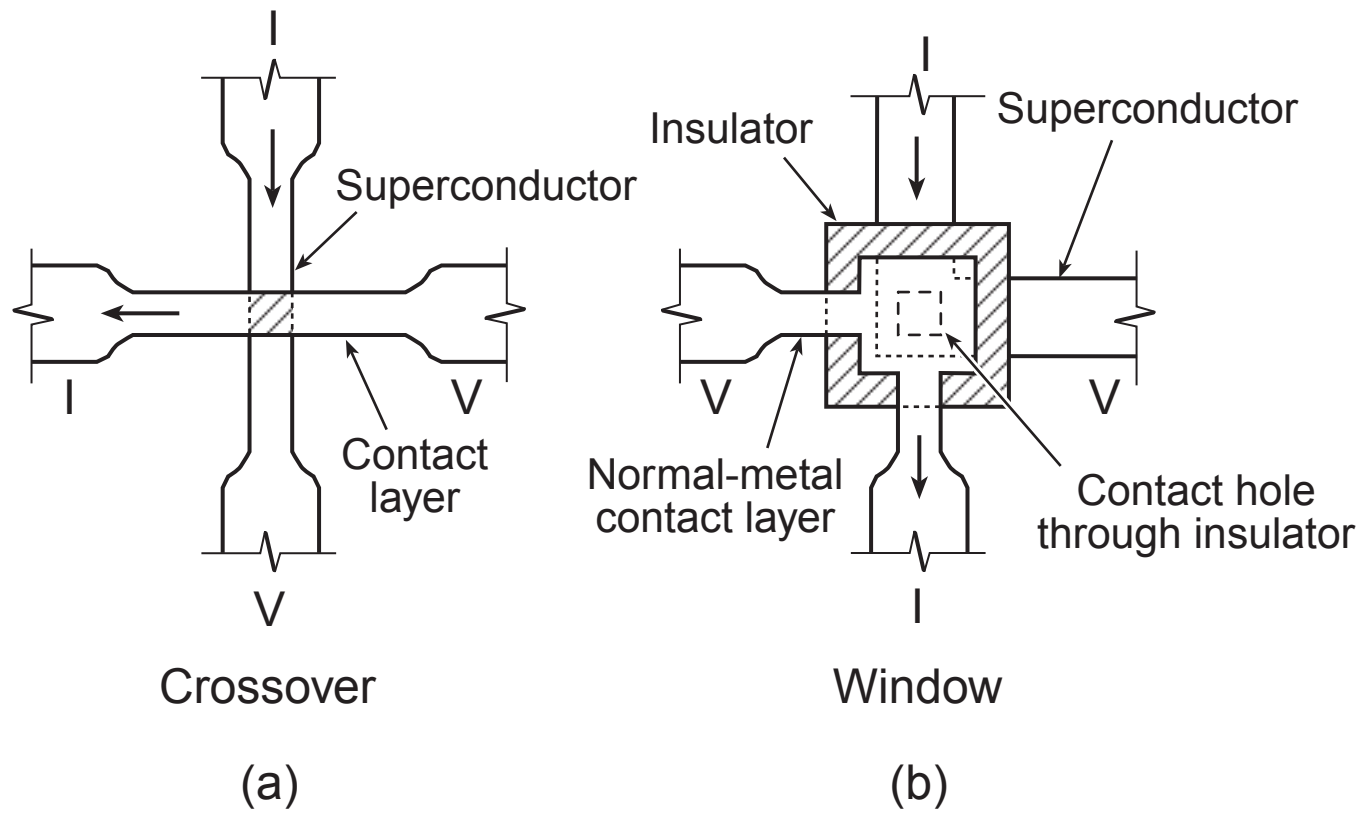 I
Superconductor
I
V
Contact
layer
V
Crossover
(a)
I
Insulator
Superconductor
V
V
Normal-metal
contact layer
Contact hole
through insulator
I
Window
(b)